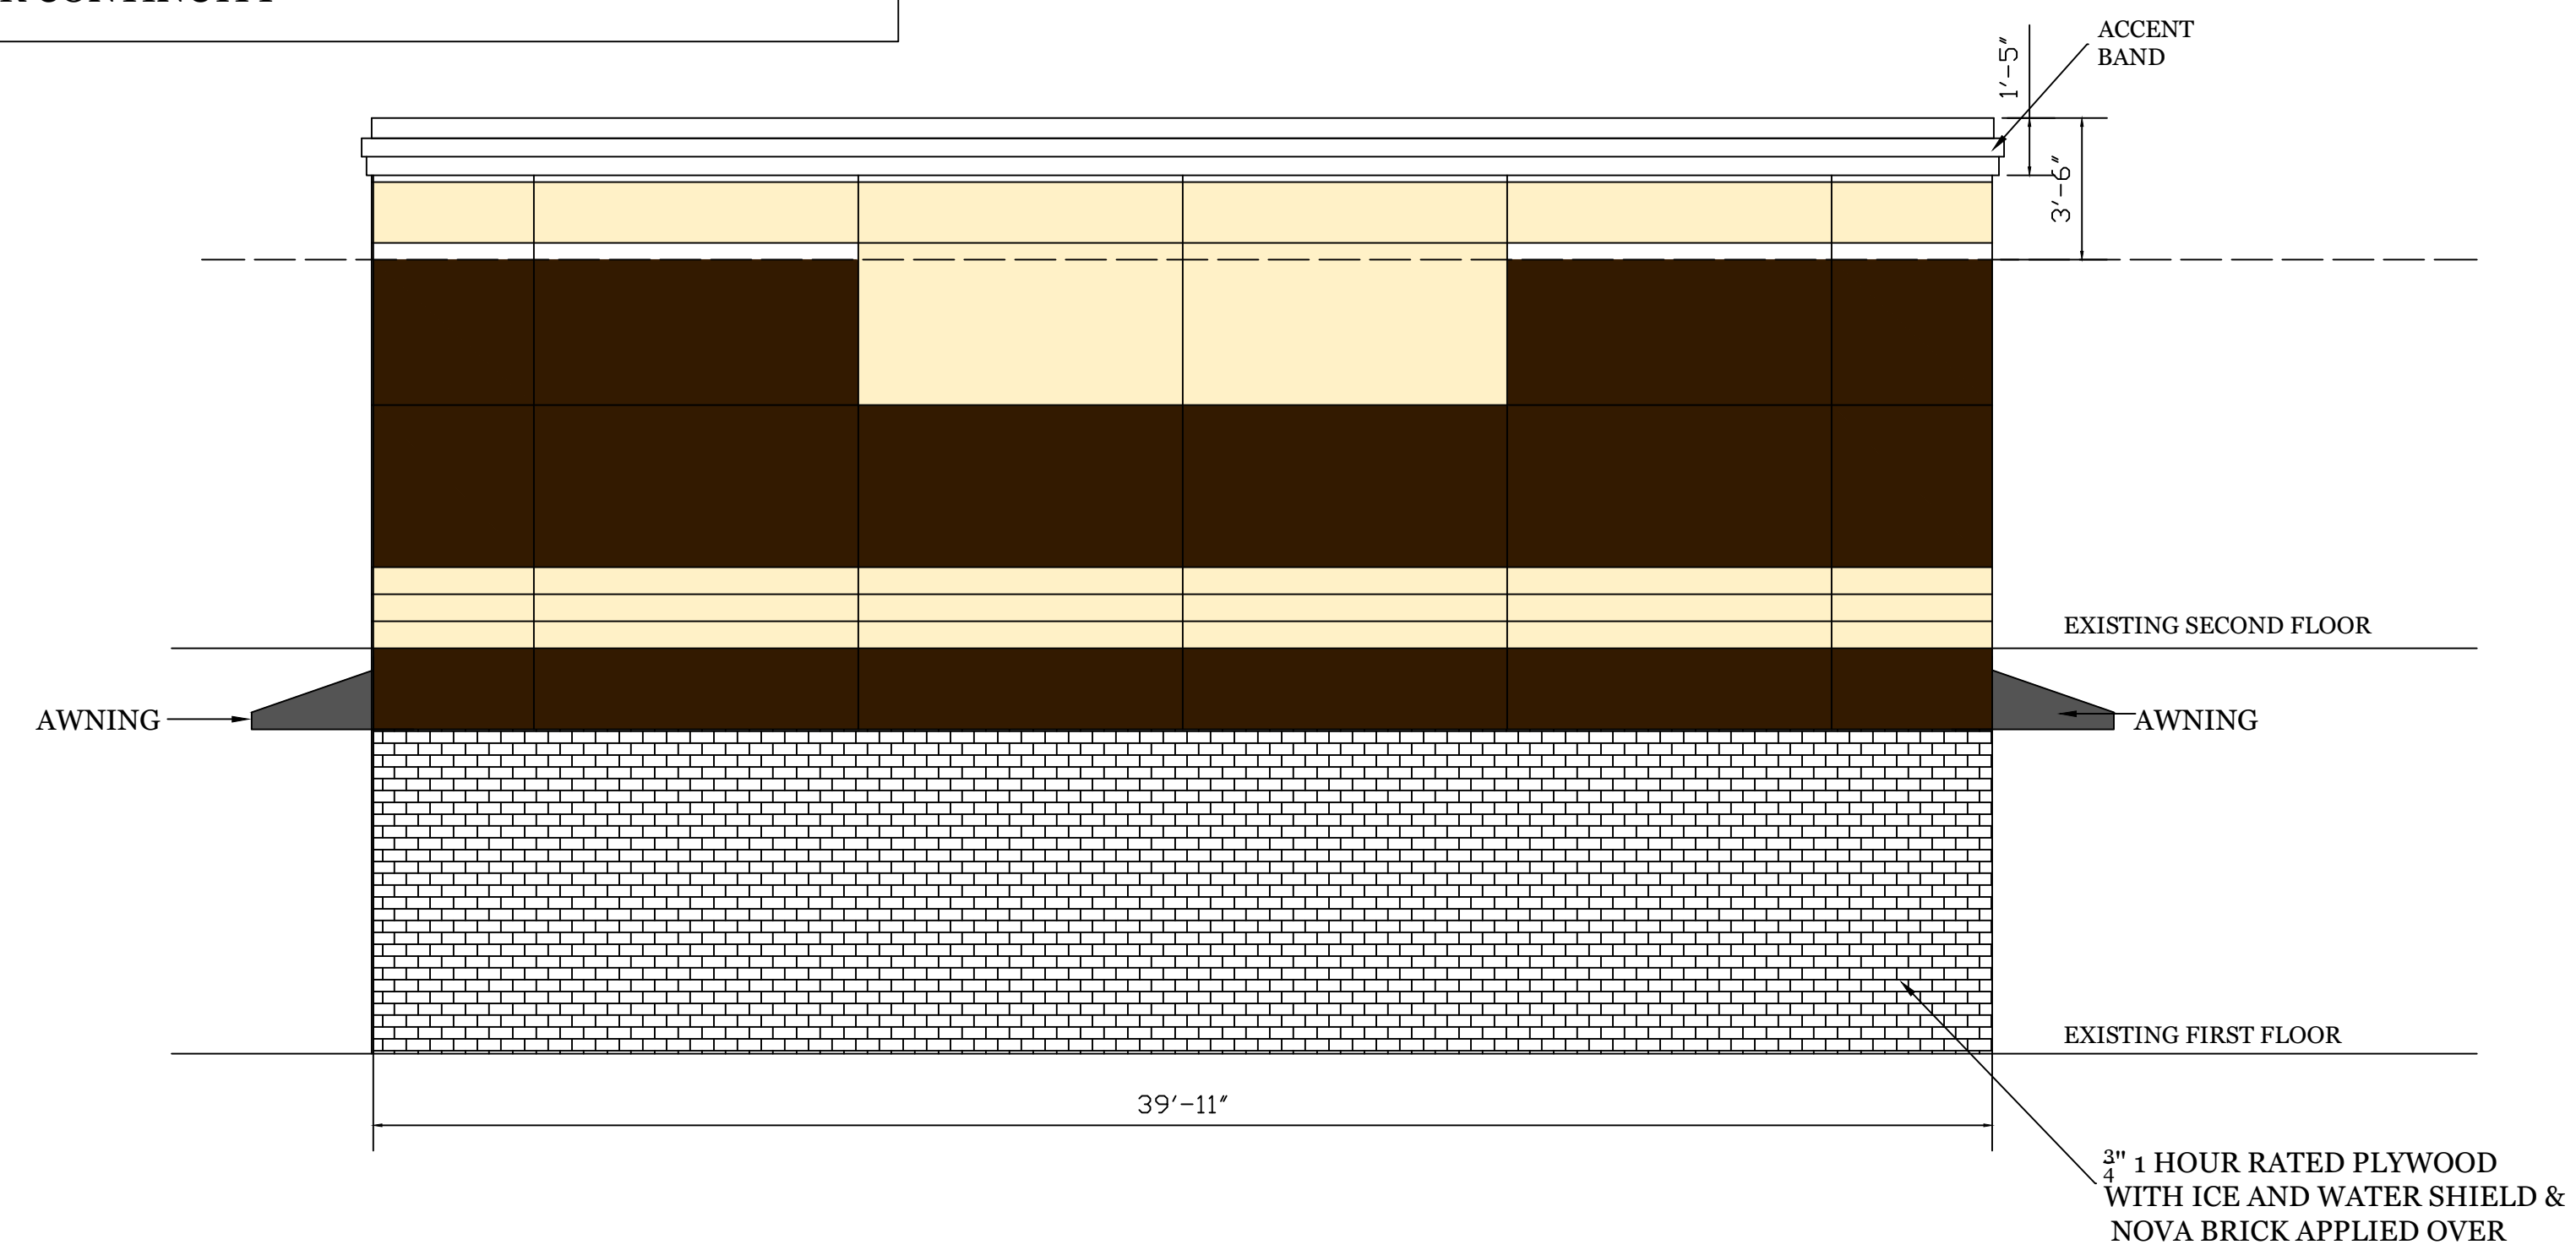 R CONTINUITY
ACCENT
BAND
1'-5"
3'-6"
EXISTING SECOND FLOOR
AWNING
AWNING
EXISTING FIRST FLOOR
39'-11"
3/4" 1 HOUR RATED PLYWOOD
WITH ICE AND WATER SHIELD &
NOVA BRICK APPLIED OVER